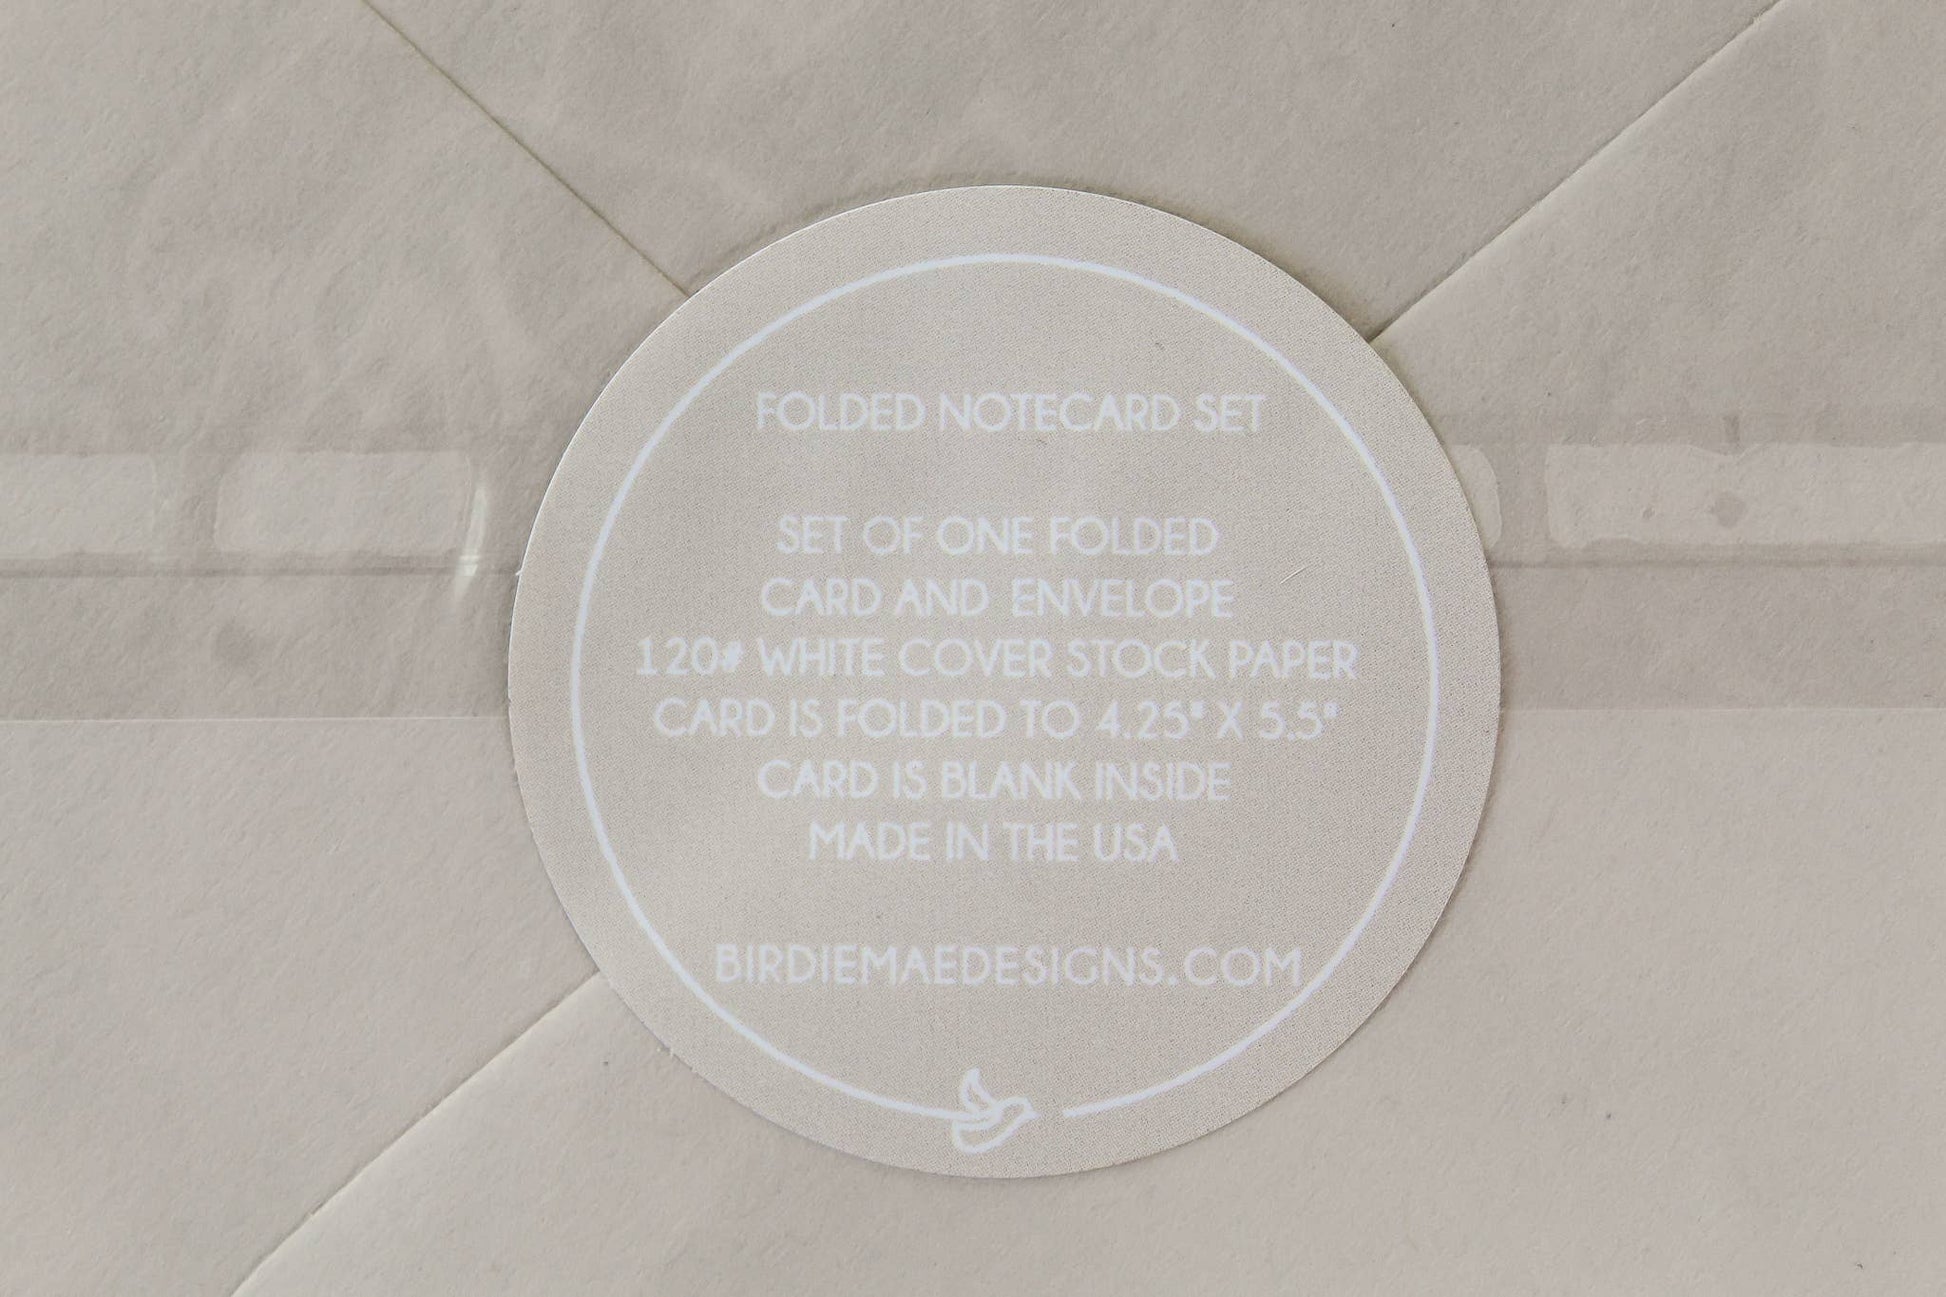 FOLDED NOTECARD SET
SET OF ONE FOLDED
CARD AND ENVELOPE
120# WHITE COVER STOCK PAPER
CARD IS FOLDED TO 4.25" X 5.5"
CARD IS BLANK INSIDE
MADE IN THE USA
BIRDIEMAEDESIGNS.COM